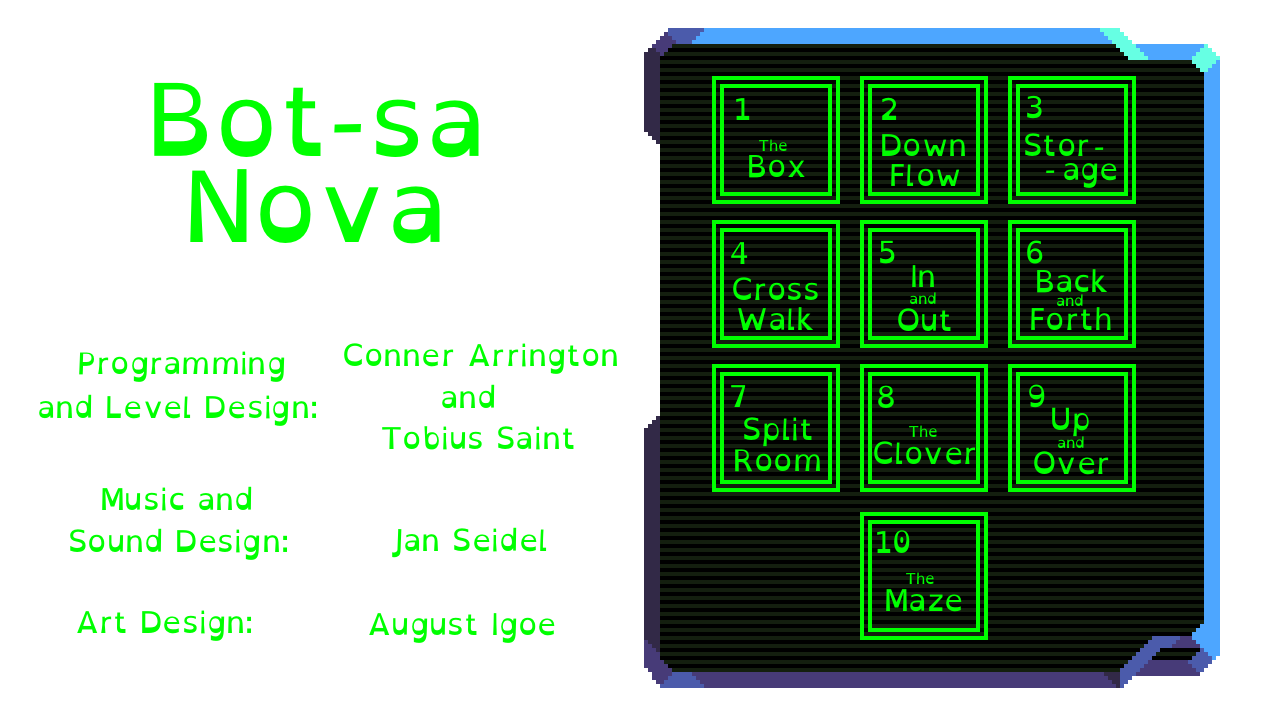 Bot-sa
Nova
Programming
and Level Design:
Conner Arrington
and
Tobius Saint
Music and
Sound Design:
Jan Seidel
Art Design:
August Igoe
1
The
Box
2
Down
Flow
3
Stor-
-age
4
Cross
Walk
5
In
and
Out
6
Back
and
Forth
7
Split
Room
8
The
Clover
9
Up
and
Over
10
The
Maze